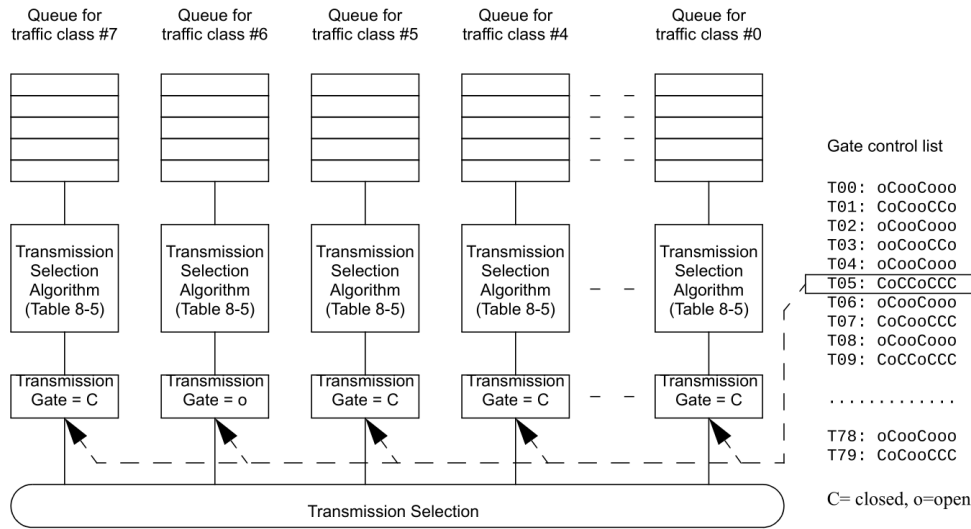 Queue for traffic class #7
Queue for traffic class #6
Queue for traffic class #5
Queue for traffic class #4
Queue for traffic class #0
Transmission Selection Algorithm (Table 8-5)
Transmission Selection Algorithm (Table 8-5)
Transmission Selection Algorithm (Table 8-5)
Transmission Selection Algorithm (Table 8-5)
Transmission Selection Algorithm (Table 8-5)
Transmission Gate = C
Transmission Gate = o
Transmission Gate = C
Transmission Gate = C
Transmission Gate = C
Transmission Selection
Gate control list
T00: oCooCooo
T01: CoCooCCo
T02: oCooCooo
T03: ooCooCCo
T04: oCooCooo
T05: CoCCoCCC
T06: oCooCooo
T07: CoCooCCC
T08: oCooCooo
T09: CoCCoCCC
. . . . . . . . . . . . .
T78: oCooCooo
T79: CoCooCCC
C= closed, o=open